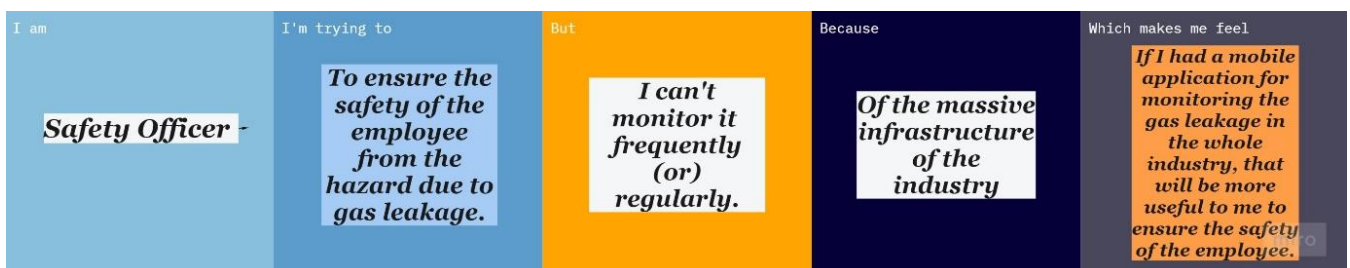 I am
Safety Officer -
I'm trying to
To ensure the
safety of the
employee
from the
hazard due to
gas leakage.
But
I can't
monitor it
frequently
(or)
regularly.
Because
Of the massive
infrastructure
of the
industry
Which makes me feel
If I had a mobile
application for
monitoring the
gas leakage in
the whole
industry, that
will be more
useful to me to
ensure the safety
of the employee.
miro